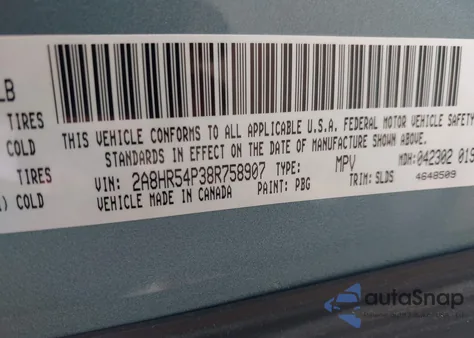 LB
TIRES
COLD
TIRES
) COLD
THIS VEHICLE CONFORMS TO ALL APPLICABLE U.S.A. FEDERAL MOTOR VEHICLE SAFETY
STANDARDS IN EFFECT ON THE DATE OF MANUFACTURE SHOWN ABOVE.
VIN: 2A8HR54P38R758907 TYPE: MPV MDH: 042302 019
VEHICLE MADE IN CANADA PAINT: PBG TRIM: SLDS 4648509
autoSnap